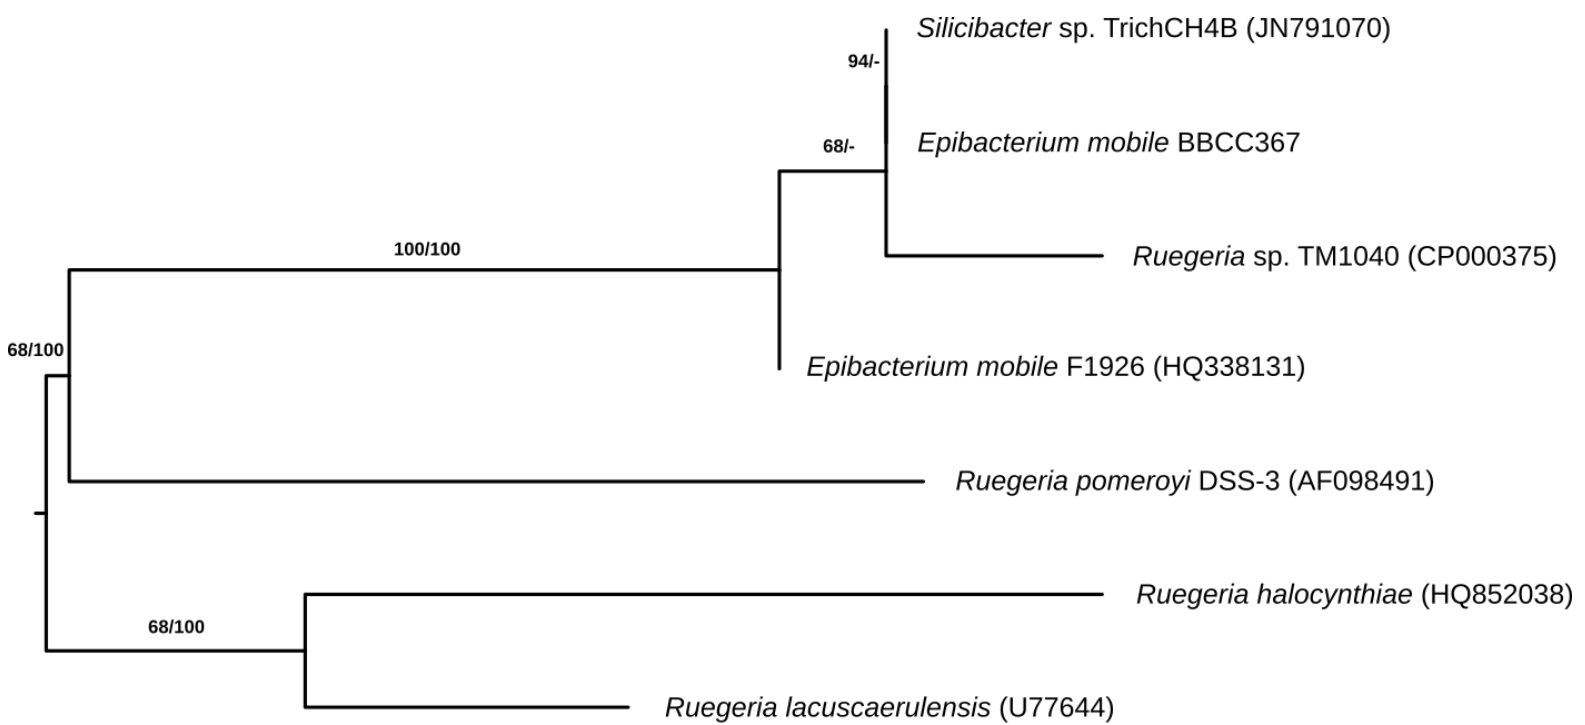 Silicibacter sp. TrichCH4B (JN791070)
94/-
Epibacterium mobile BBCC367
68/-
100/100
Ruegeria sp. TM1040 (CP000375)
68/100
Epibacterium mobile F1926 (HQ338131)
Ruegeria pomeroyi DSS-3 (AF098491)
Ruegeria halocynthiae (HQ852038)
68/100
Ruegeria lacuscaerulensis (U77644)